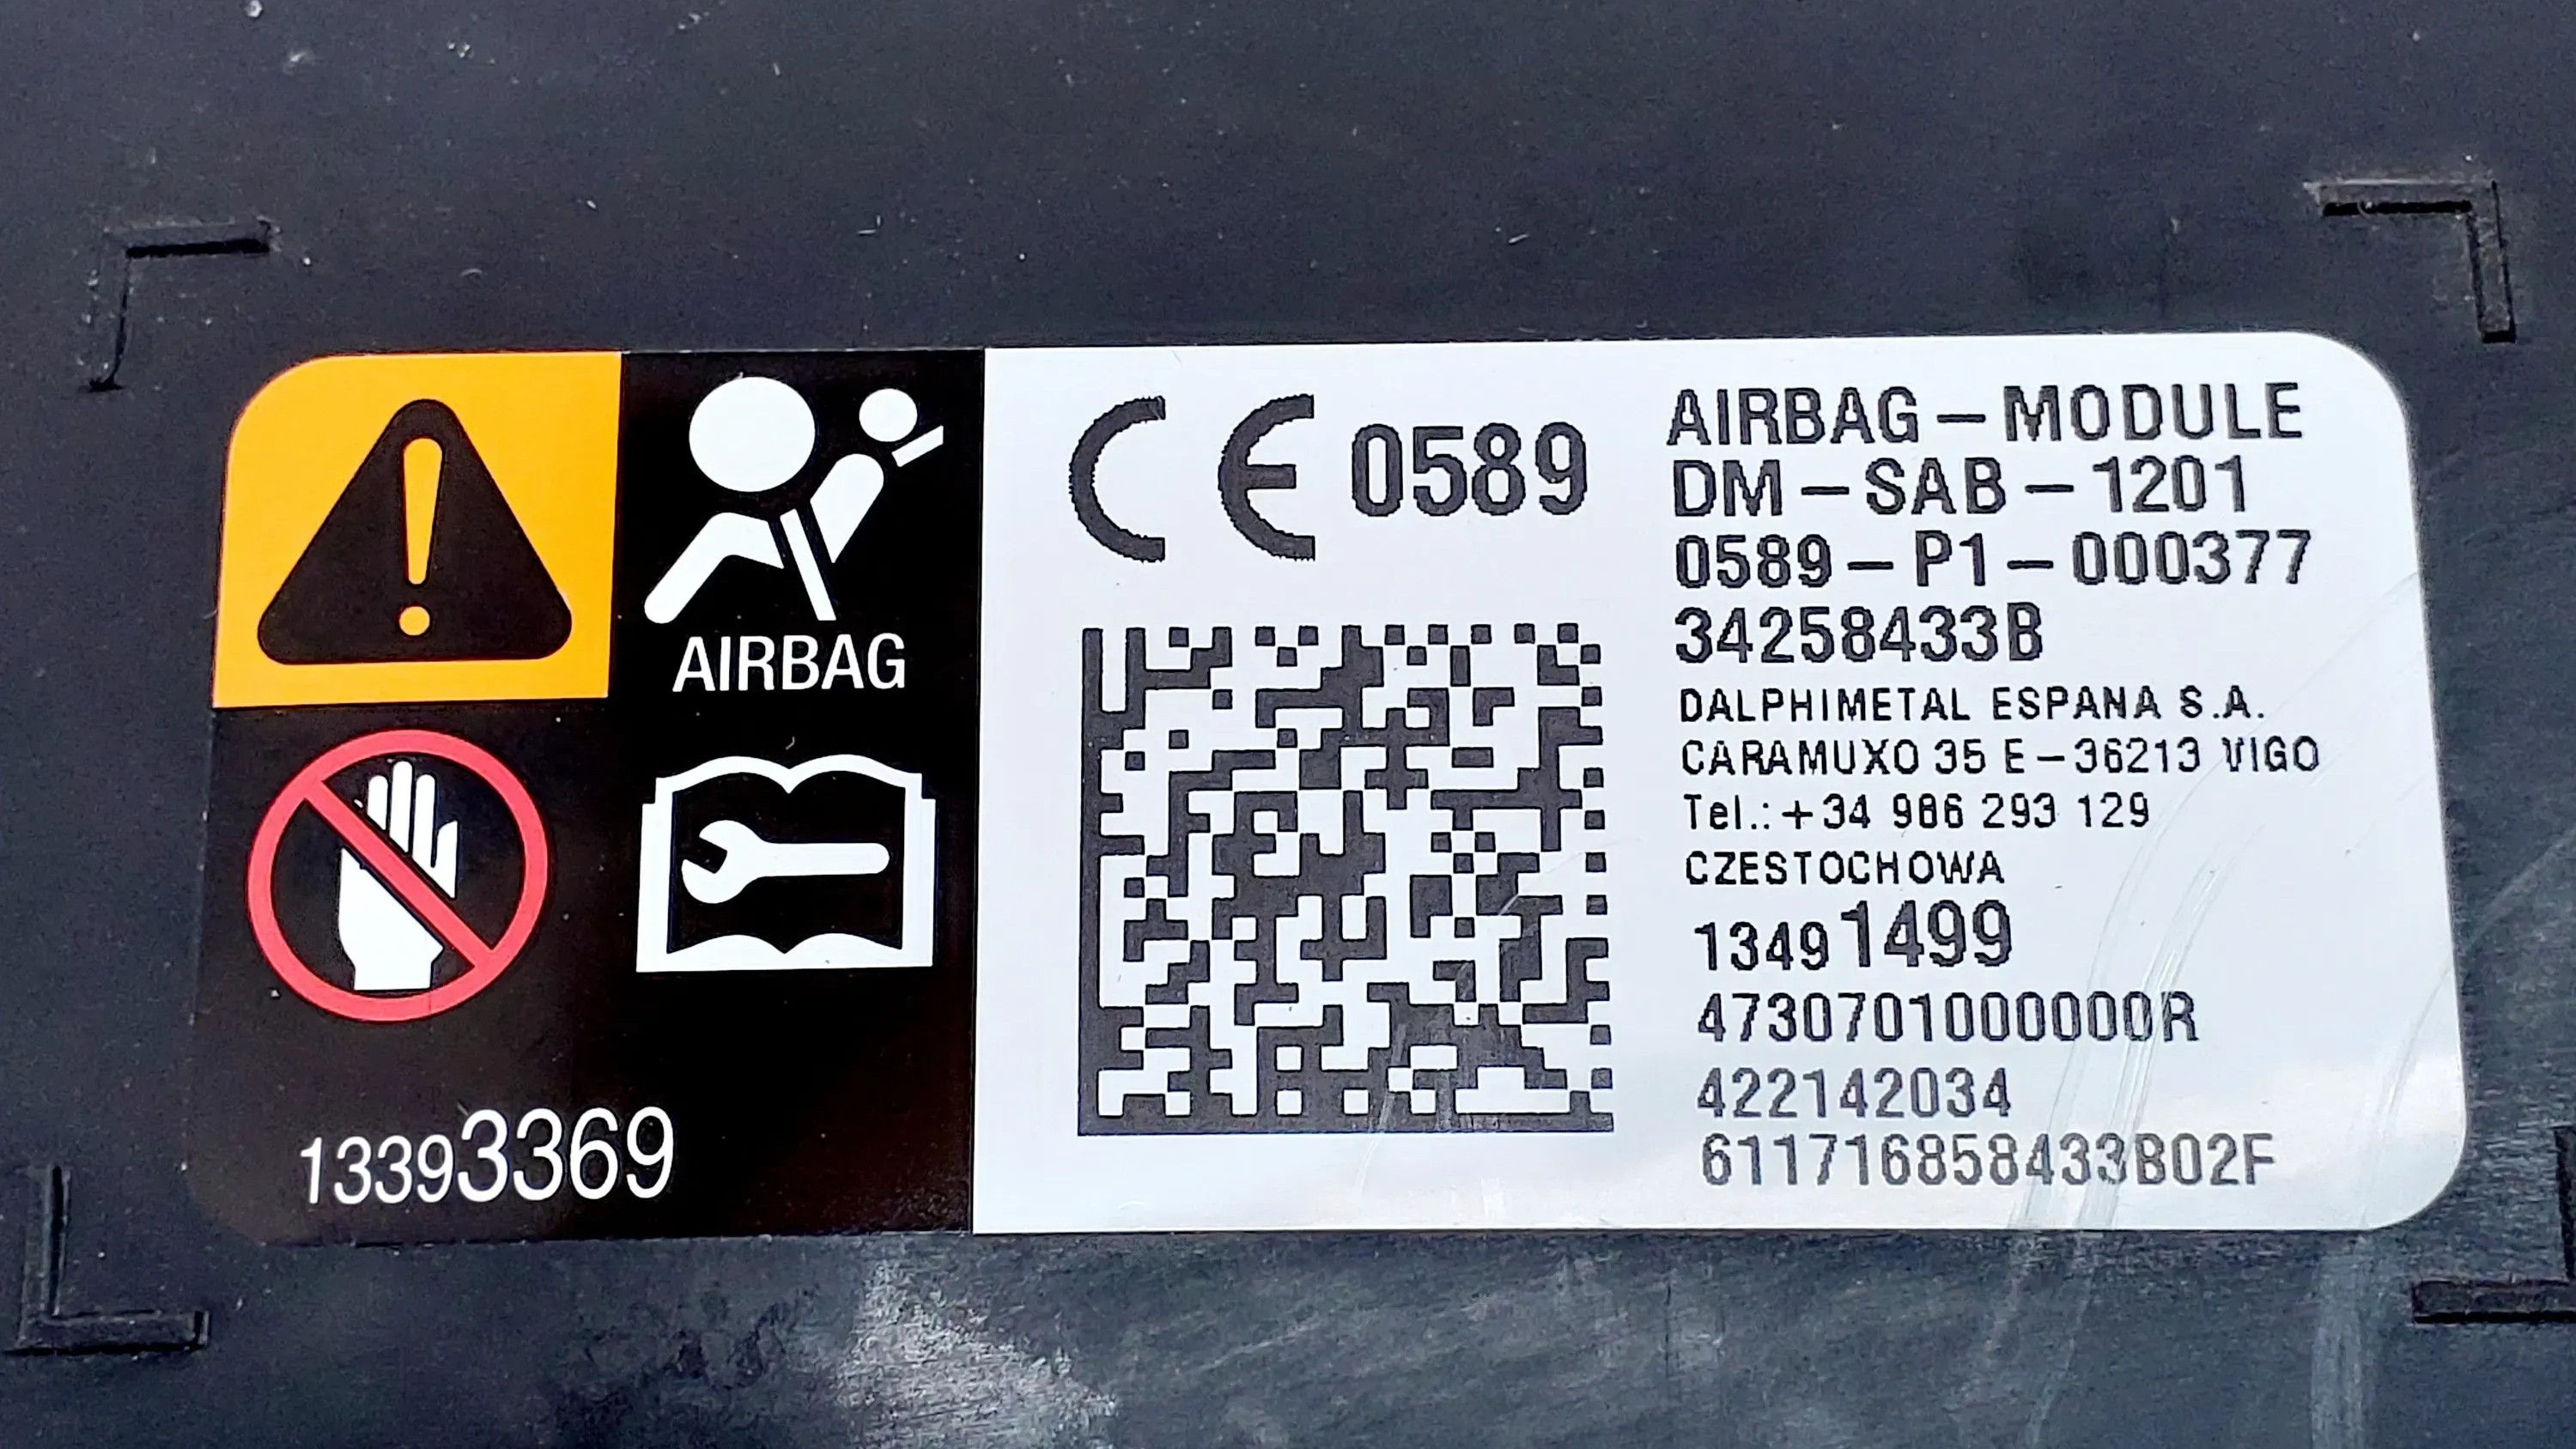 AIRBAG
13393369
CE 0589
AIRBAG-MODULE
DM-SAB-1201
0589-P1-000377
34258433B
DALPHIMETAL ESPANA S.A.
CARAMUXO 35 E-36213 VIGO
Tel.: +34 986 293 129
CZESTOCHOWA
13491499
4730701000000R
422142034
611716858433B02F